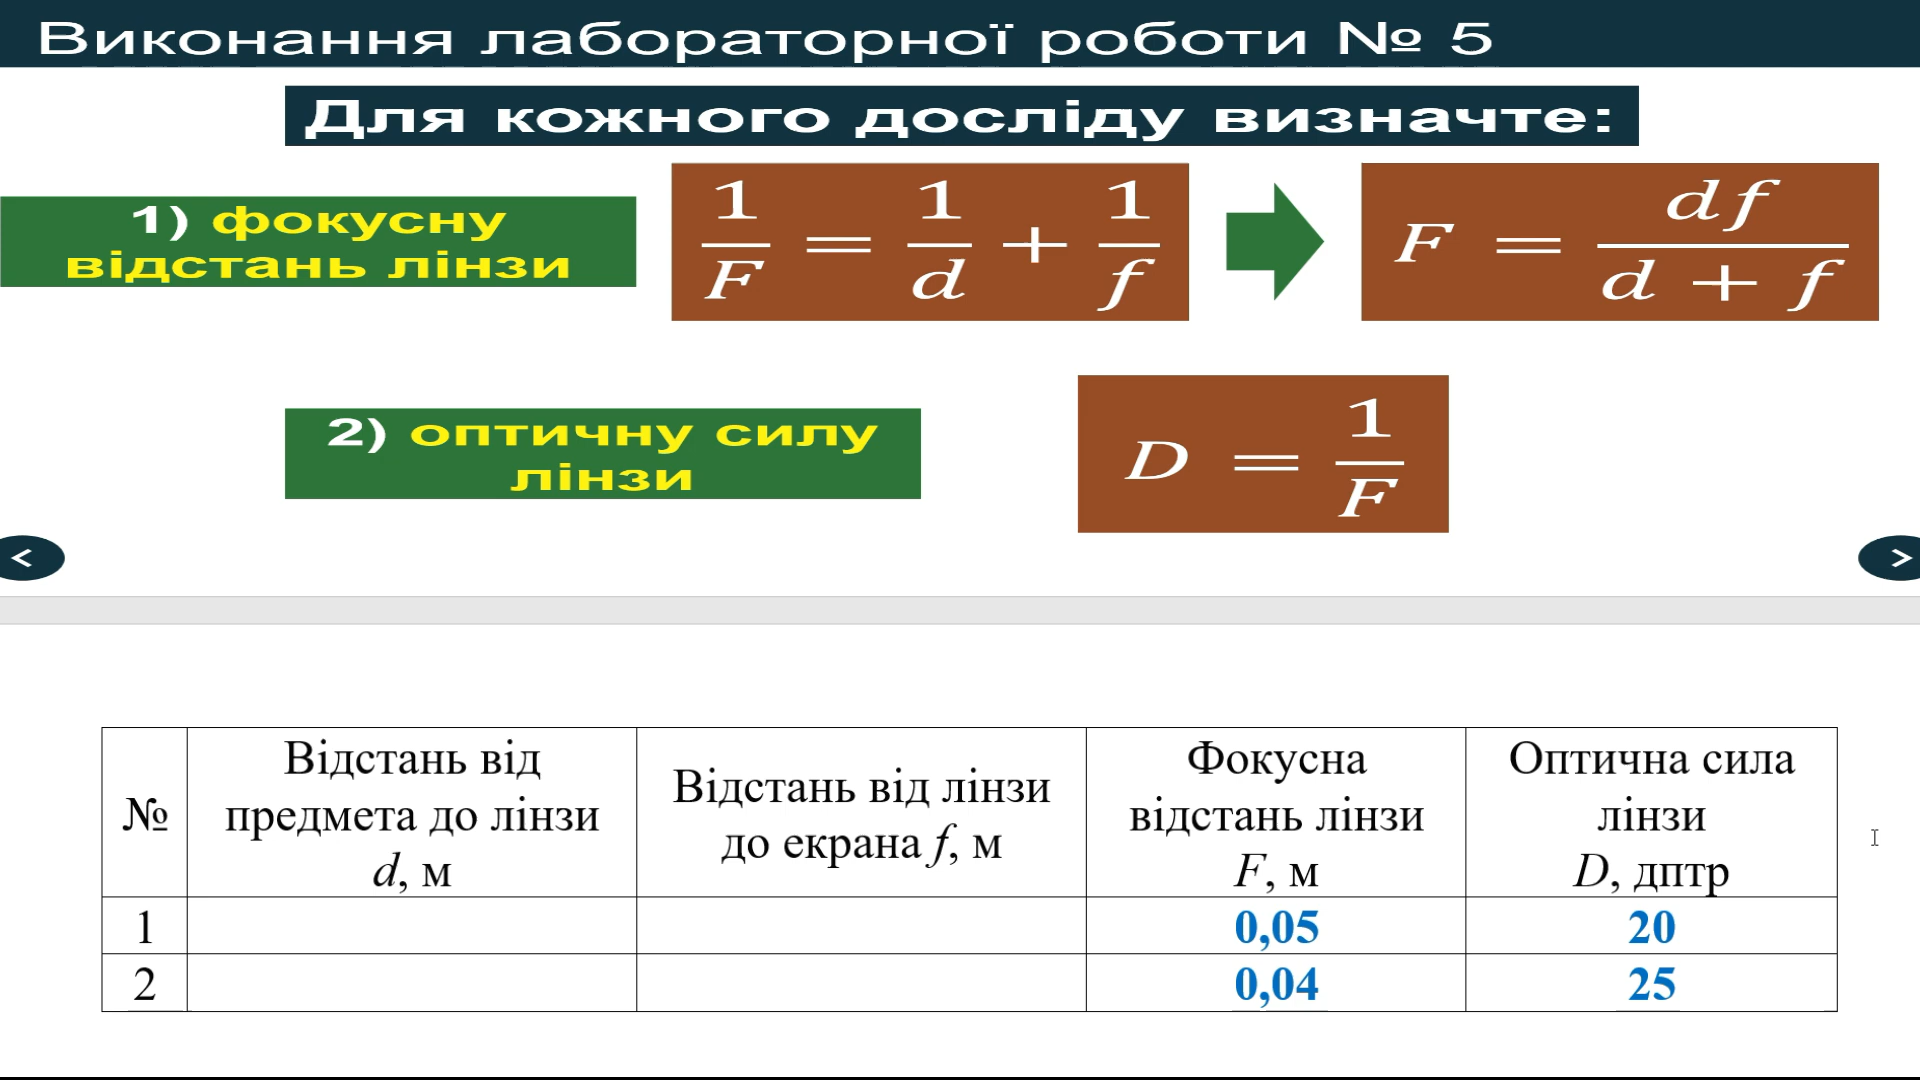 Виконання лабораторної роботи № 5
Для кожного досліду визначте:
1) фокусну
відстань лінзи
1/F = 1/d + 1/f
F = df/(d + f)
2) оптичну силу
лінзи
D = 1/F
<
>
№
Відстань від
предмета до лінзи
d, м
Відстань від лінзи
до екрана f, м
Фокусна
відстань лінзи
F, м
Оптична сила
лінзи
D, дптр
1
0,05
20
2
0,04
25